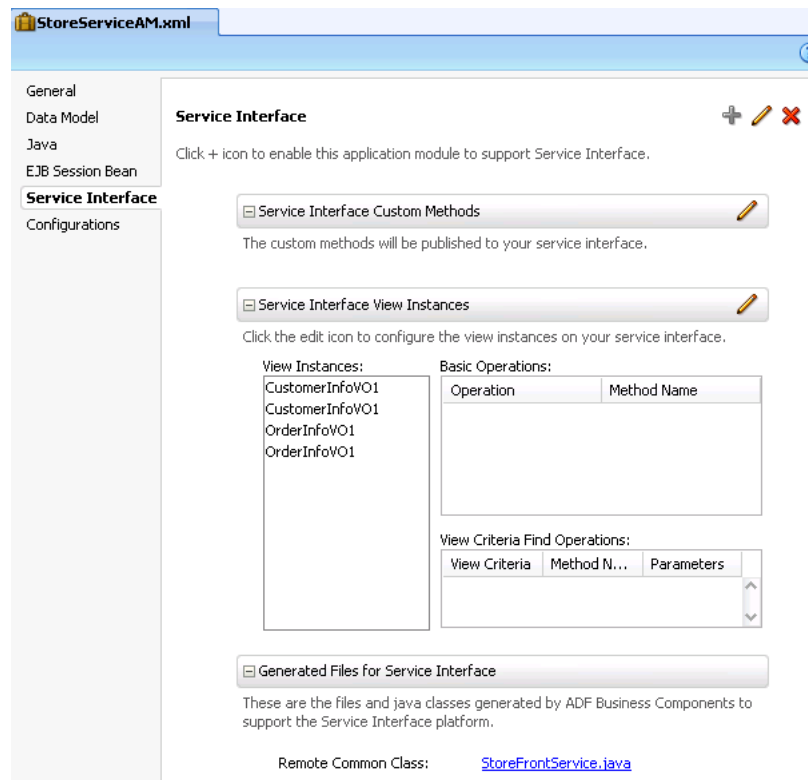 StoreServiceAM.xml
General
Data Model
Java
EJB Session Bean
Service Interface
Configurations
Service Interface
Click + icon to enable this application module to support Service Interface.
Service Interface Custom Methods
The custom methods will be published to your service interface.
Service Interface View Instances
Click the edit icon to configure the view instances on your service interface.
View Instances:
CustomerInfoVO1
CustomerInfoVO1
OrderInfoVO1
OrderInfoVO1
Basic Operations:
Operation Method Name
View Criteria Find Operations:
View Criteria Method N... Parameters
Generated Files for Service Interface
These are the files and java classes generated by ADF Business Components to
support the Service Interface platform.
Remote Common Class: StoreFrontService.java